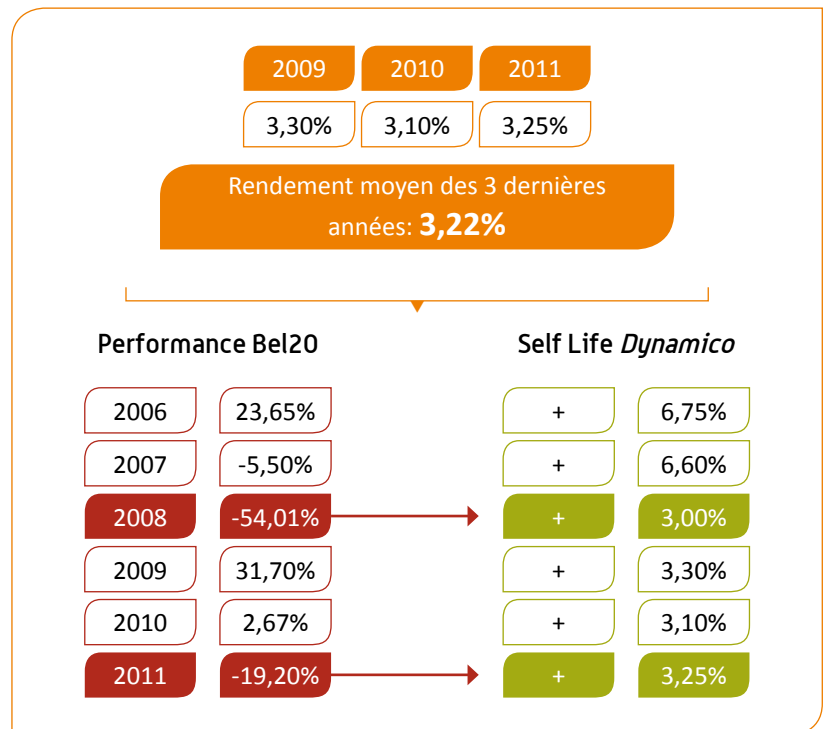 2009 2010 2011
3,30% 3,10% 3,25%
Rendement moyen des 3 dernières
années: 3,22%
Performance Bel20 Self Life Dynamico
2006 23,65% + 6,75%
2007 -5,50% + 6,60%
2008 -54,01% + 3,00%
2009 31,70% + 3,30%
2010 2,67% + 3,10%
2011 -19,20% + 3,25%